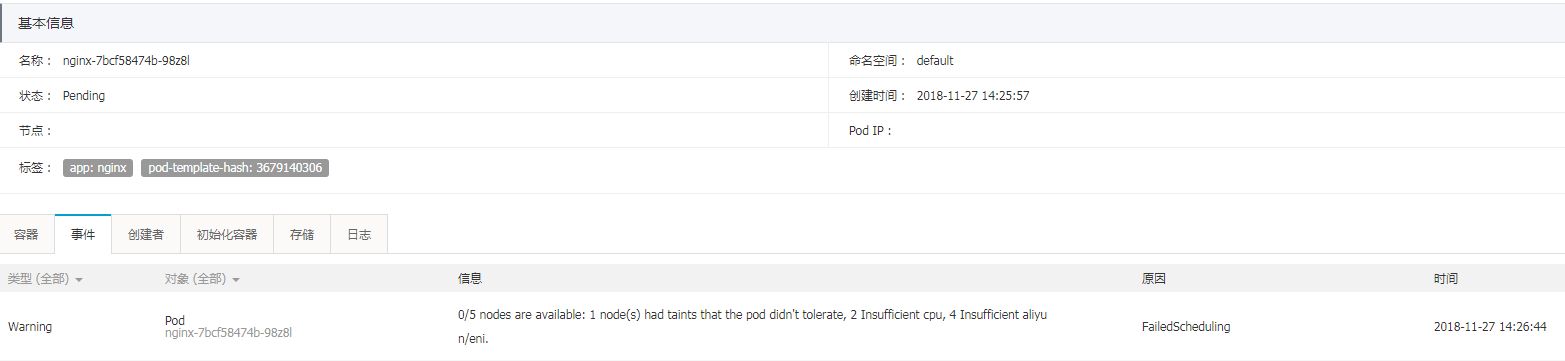 基本信息
名称： nginx-7bcf58474b-98z8l 命名空间： default
状态： Pending 创建时间： 2018-11-27 14:25:57
节点： Pod IP：
标签： app: nginx pod-template-hash: 3679140306
容器 事件 创建者 初始化容器 存储 日志
类型 (全部) 对象 (全部) 信息 原因 时间
Warning Pod nginx-7bcf58474b-98z8l 0/5 nodes are available: 1 node(s) had taints that the pod didn't tolerate, 2 Insufficient cpu, 4 Insufficient aliyu
n/eni. FailedScheduling 2018-11-27 14:26:44